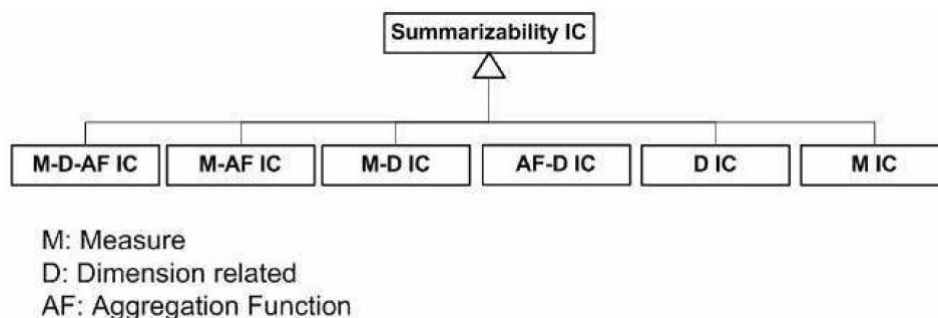 Summarizability IC
M-D-AF IC M-AF IC M-D IC AF-D IC D IC M IC
M: Measure
D: Dimension related
AF: Aggregation Function